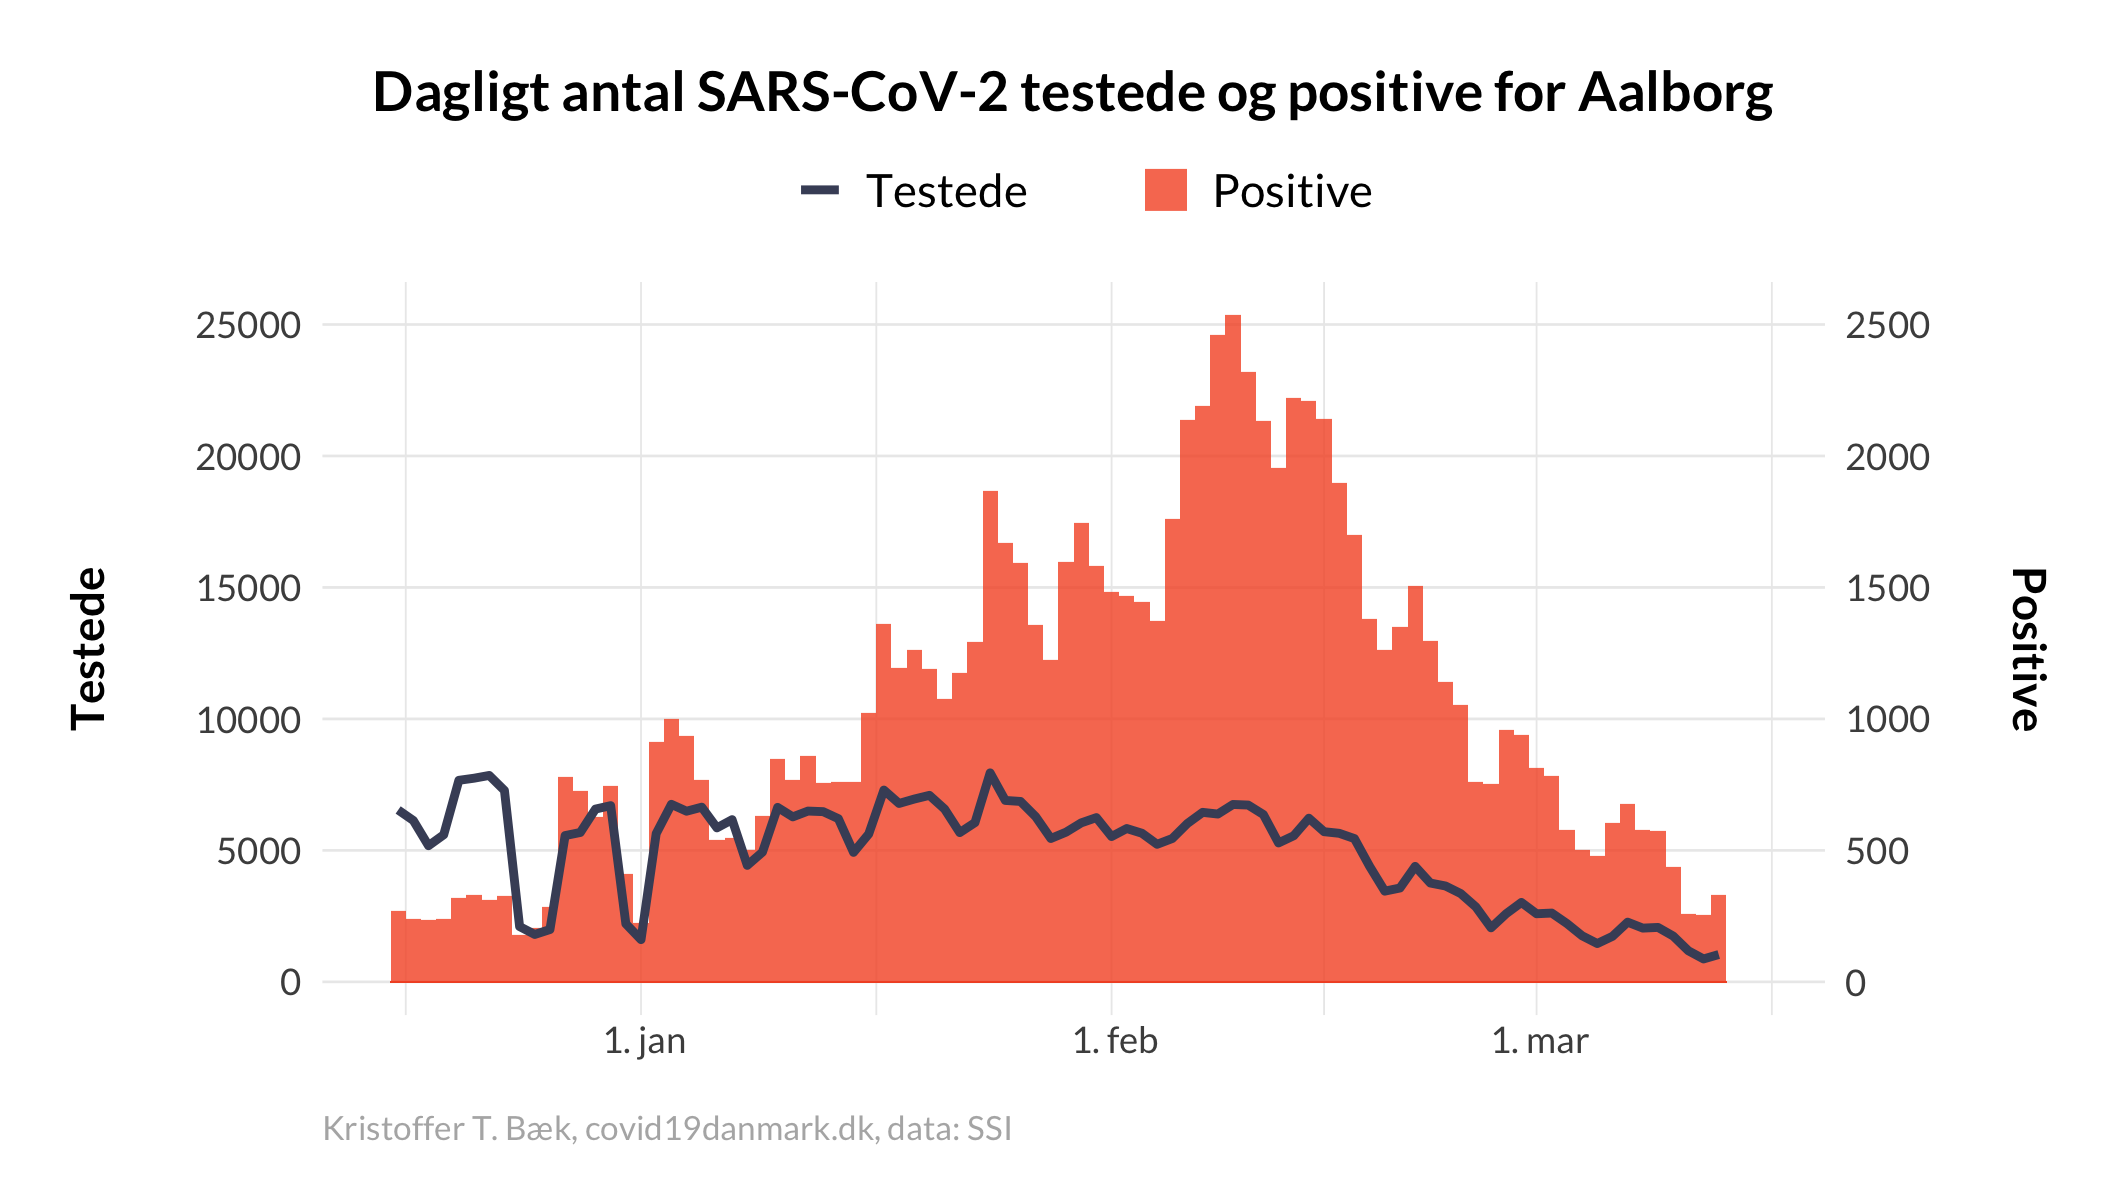 Dagligt antal SARS-CoV-2 testede og positive for Aalborg
Testede
Positive
25000
20000
15000
10000
5000
0
Testede
2500
2000
1500
1000
500
0
Positive
1. jan
1. feb
1. mar
Kristoffer T. Bæk, covid19danmark.dk, data: SSI